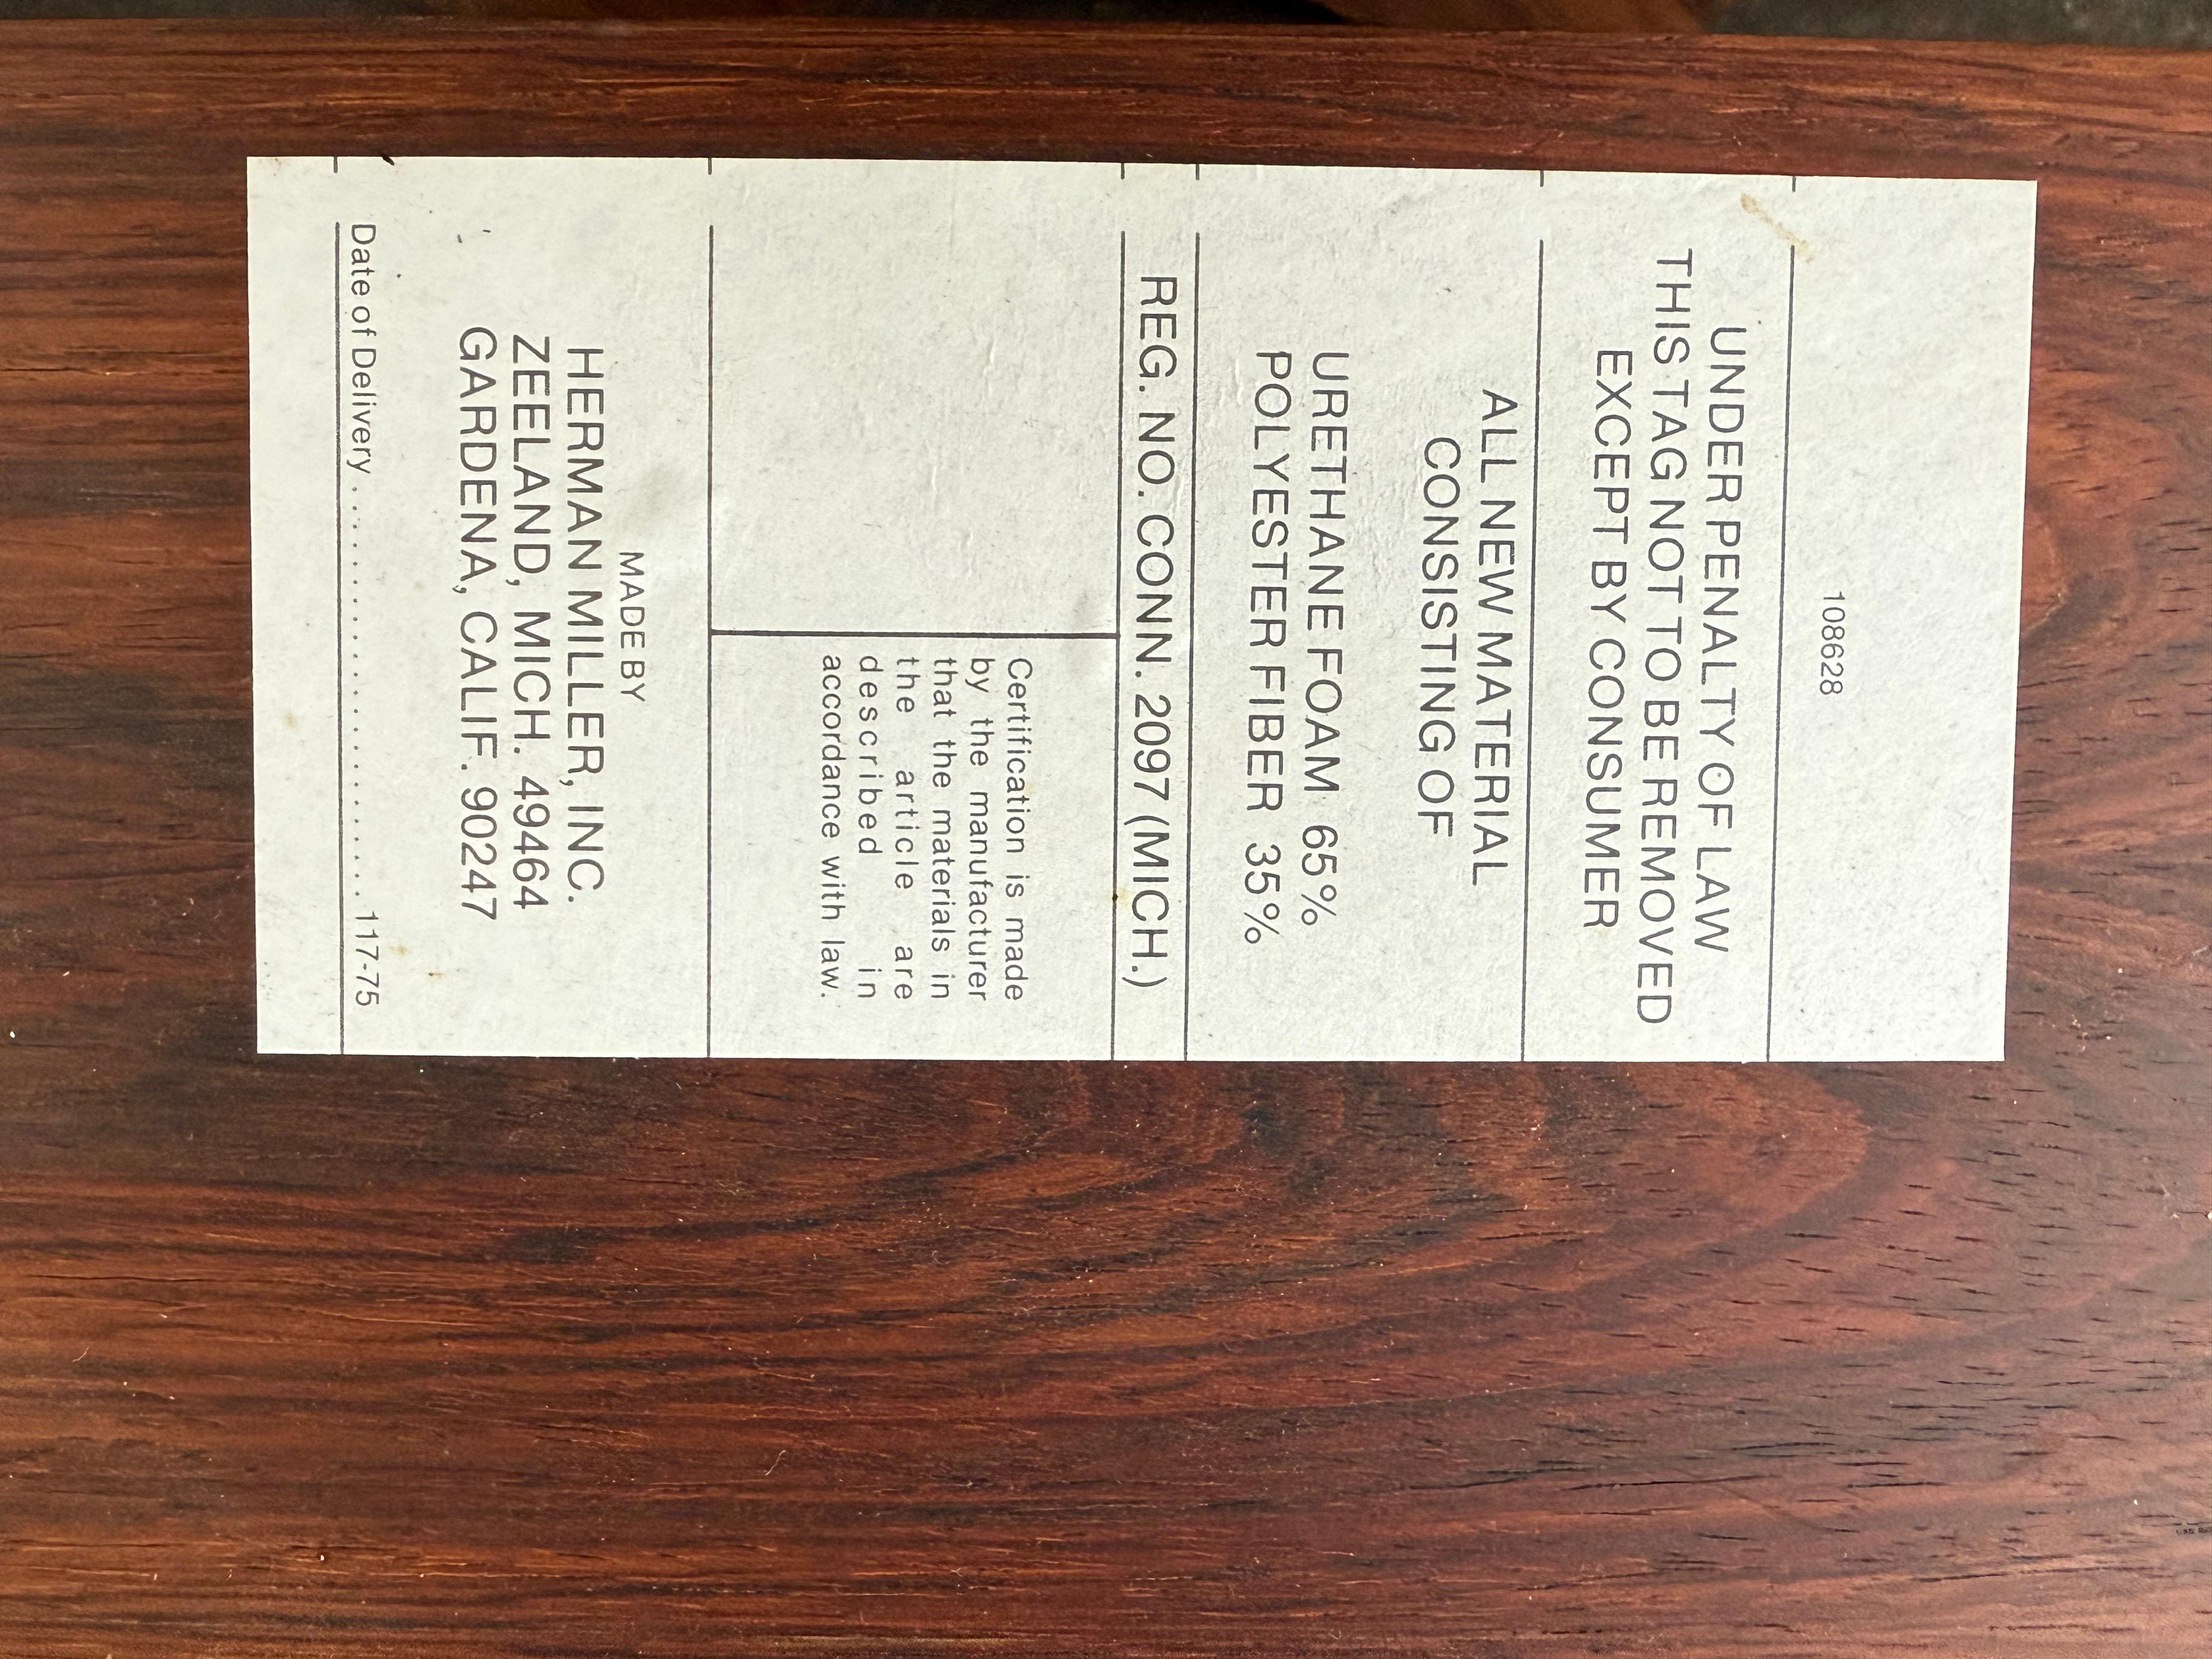 108628
UNDER PENALTY OF LAW
THIS TAG NOT TO BE REMOVED
EXCEPT BY CONSUMER
ALL NEW MATERIAL
CONSISTING OF
URETHANE FOAM 65%
POLYESTER FIBER 35%
REG. NO. CONN. 2097 (MICH.)
Certification is made
by the manufacturer
that the materials in
the article are
described in
accordance with law.
MADE BY
HERMAN MILLER, INC.
ZEELAND, MICH. 49464
GARDENA, CALIF. 90247
Date of Delivery .............................. 117-75